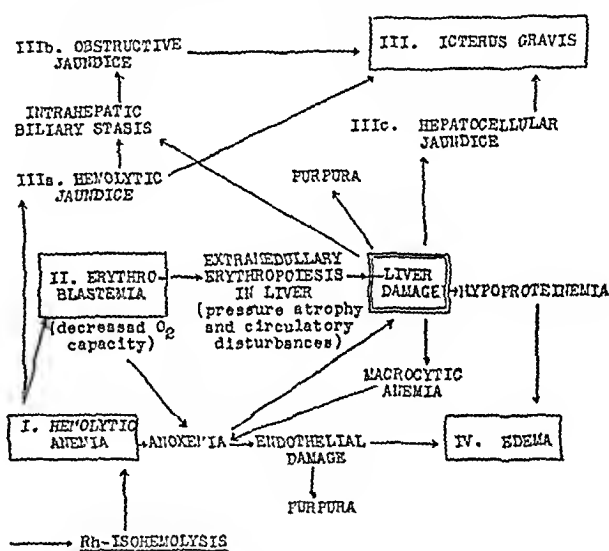 IIIb. OBSTRUCTIVE
JAUNDICE
III. ICTERUS GRAVIS
INTRAHEPATIC
BILIARY STASIS
IIIc. HEPATOCELLULAR
JAUNDICE
IIIa. HEMOLYTIC
JAUNDICE
PURPURA
II. ERYTHRO
BLASTEMIA
(decreased O2
capacity)
EXTRAMEDULLARY
ERYTHROPOIESIS
IN LIVER
(pressure atrophy
and circulatory
disturbances)
LIVER
DAMAGE
HYPOPROTEINEMIA
MACROCYTIC
ANEMIA
I. HEMOLYTIC
ANEMIA
ANOXEMIA
ENDOTHELIAL
DAMAGE
IV. EDEMA
PURPURA
Rh-ISOHEMOLYSIS